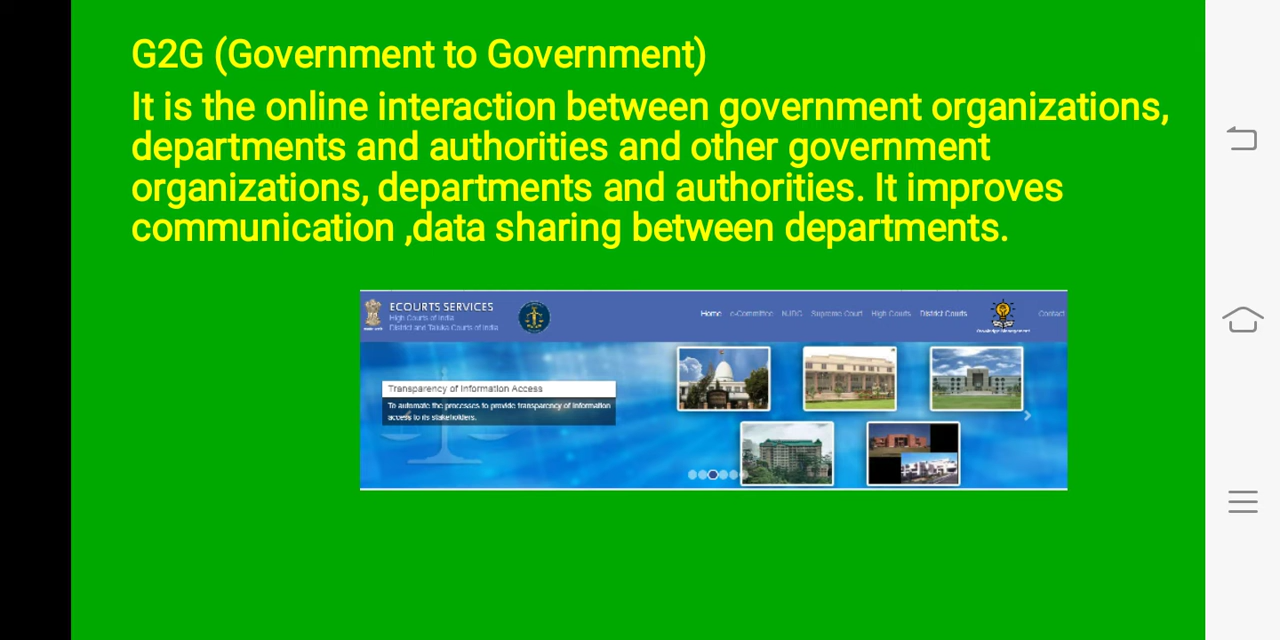 G2G (Government to Government)
It is the online interaction between government organizations,
departments and authorities and other government
organizations, departments and authorities. It improves
communication ,data sharing between departments.
ECOURTS SERVICES
High Courts of India
District and Taluka Courts of India
Home e-Committee NJDG Supreme Court High Courts District Courts Contact
Knowledge Management
Transparency of Information Access
To automate the processes to provide transparency of information
access to its stakeholders.